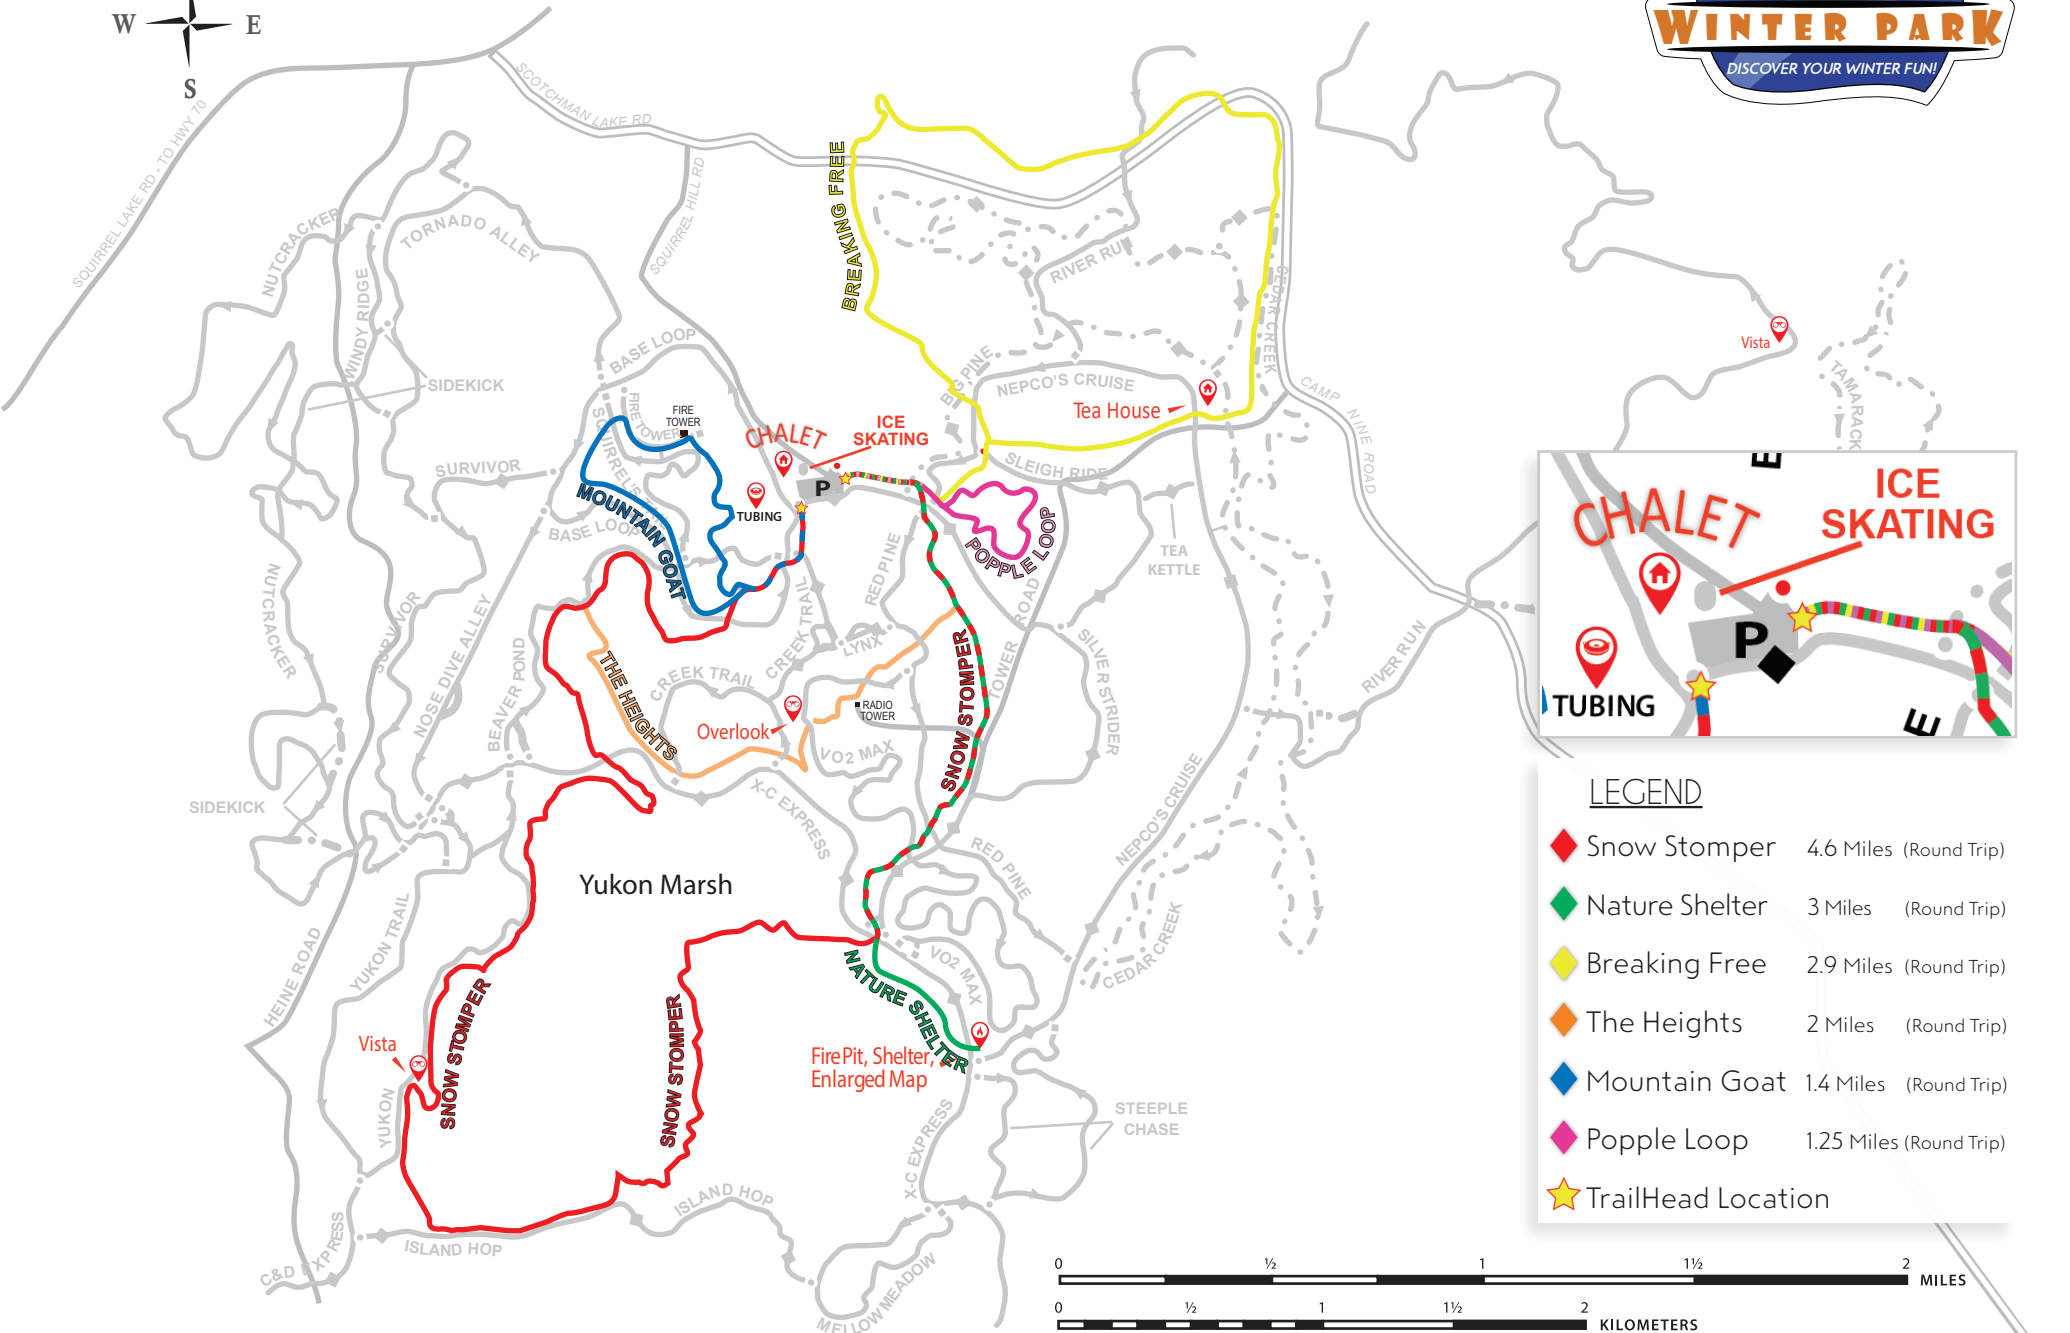 W
E
S
WINTER PARK
DISCOVER YOUR WINTER FUN!
SQUIRREL LAKE RD - TO HWY 70
SCOTCHMAN LAKE RD
SQUIRREL HILL RD
NUTCRACKER
TORNADO ALLEY
WINDY RIDGE
SIDEKICK
BASE LOOP
BREAKING FREE
RIVER RUN
CEDAR CREEK
BIG PINE
NEPCO'S CRUISE
Tea House
CAMP NINE ROAD
Vista
TAMARACK
FIRE
TOWER
FIRE TOWER
SQUIRREL'S
CHALET
ICE
SKATING
P
TUBING
SURVIVOR
MOUNTAIN GOAT
BASE LOOP
SLEIGH RIDE
POPPLE LOOP
TEA
KETTLE
NUTCRACKER
SURVIVOR
NOSE DIVE ALLEY
BEAVER POND
THE HEIGHTS
CREEK TRAIL
CREEK TRAIL
RED PINE
LYNX
Overlook
RADIO
TOWER
VO2 MAX
SNOW STOMPER
TOWER ROAD
SILVER STRIDER
RIVER RUN
SIDEKICK
X-C EXPRESS
NEPCO'S CRUISE
RED PINE
Yukon Marsh
HEINE ROAD
YUKON TRAIL
CEDAR CREEK
VO2 MAX
NATURE SHELTER
Vista
SNOW STOMPER
SNOW STOMPER
Fire Pit, Shelter,
Enlarged Map
YUKON
STEEPLE
CHASE
X-C EXPRESS
ISLAND HOP
ISLAND HOP
C&D EXPRESS
MELLOW MEADOW
E
CHALET
ICE
SKATING
P
TUBING
E
LEGEND
Snow Stomper 4.6 Miles (Round Trip)
Nature Shelter 3 Miles (Round Trip)
Breaking Free 2.9 Miles (Round Trip)
The Heights 2 Miles (Round Trip)
Mountain Goat 1.4 Miles (Round Trip)
Popple Loop 1.25 Miles (Round Trip)
TrailHead Location
0 ½ 1 1½ 2 MILES
0 ½ 1 1½ 2 KILOMETERS